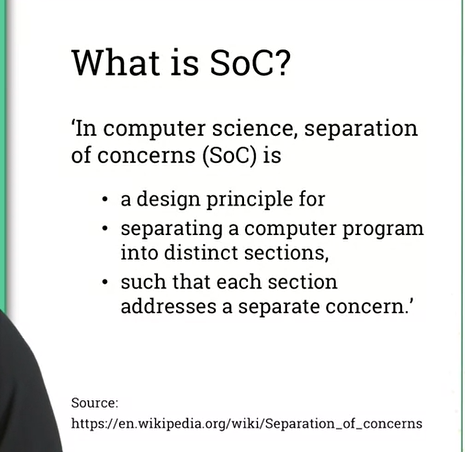 What is SoC?
‘In computer science, separation
of concerns (SoC) is
• a design principle for
• separating a computer program
into distinct sections,
• such that each section
addresses a separate concern.’
Source:
https://en.wikipedia.org/wiki/Separation_of_concerns